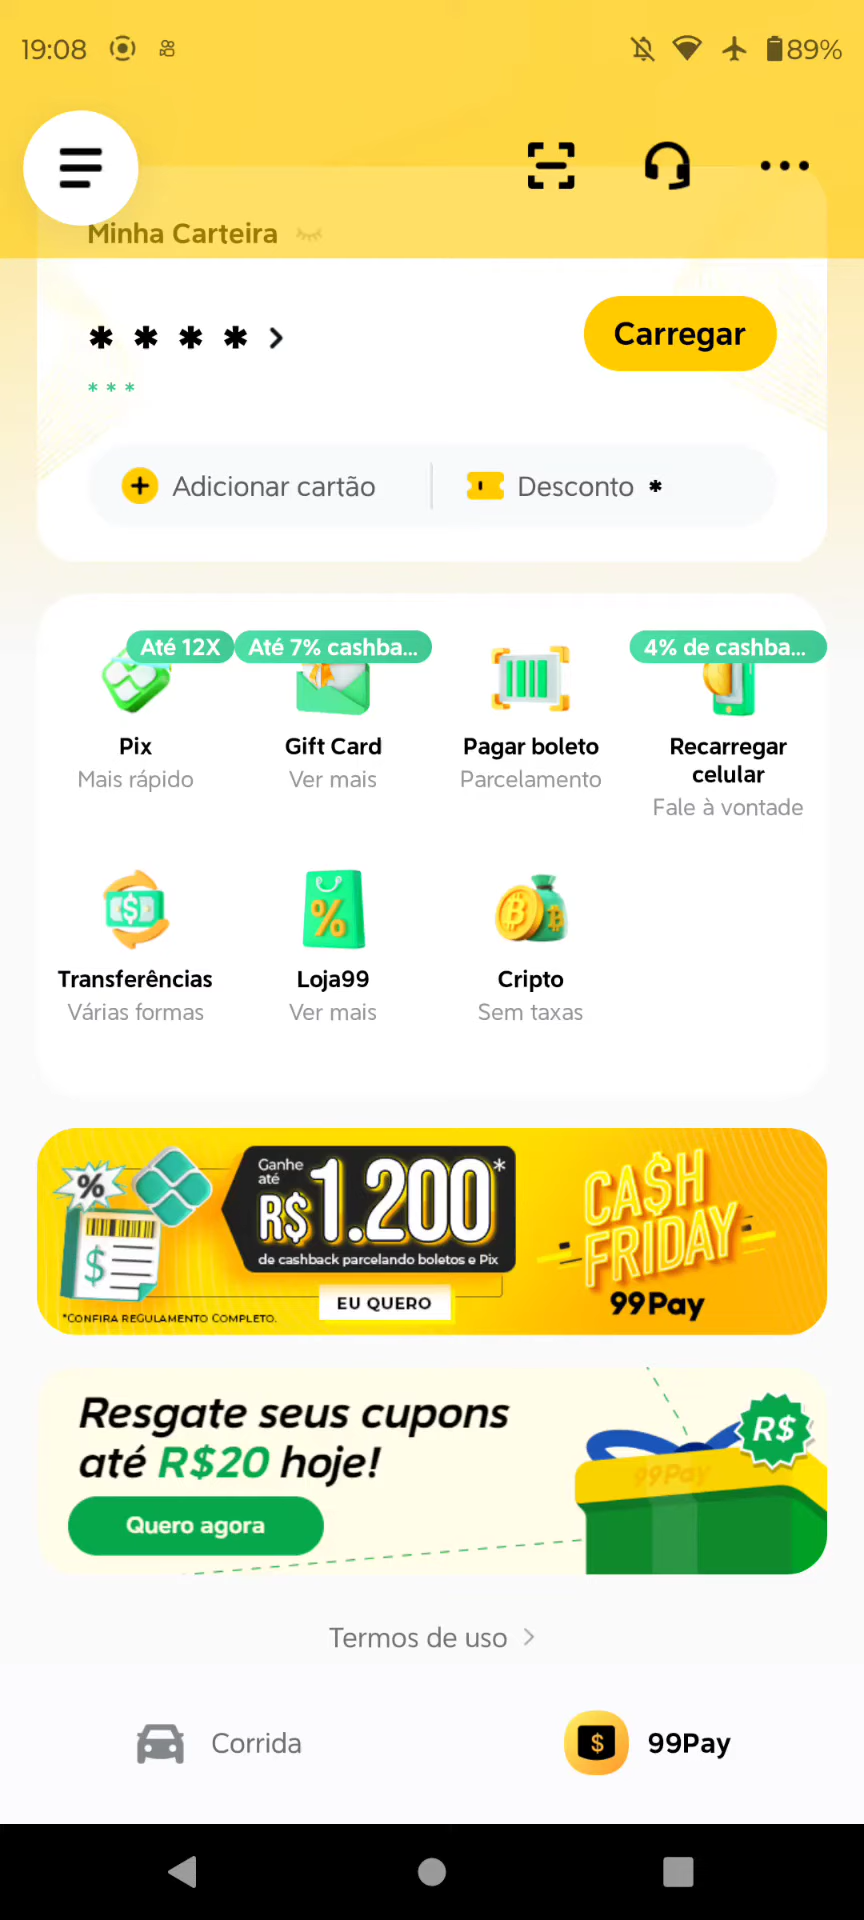 19:08
89%
Minha Carteira
* * * *
Carregar
* * *
Adicionar cartão
Desconto *
Até 12X
Até 7% cashba...
4% de cashba...
Pix
Gift Card
Pagar boleto
Recarregar celular
Mais rápido
Ver mais
Parcelamento
Fale à vontade
Transferências
Loja99
Cripto
Várias formas
Ver mais
Sem taxas
%
$
Ganhe até
R$1.200*
de cashback parcelando boletos e Pix
EU QUERO
*CONFIRA REGULAMENTO COMPLETO.
CA$H
FRIDAY
99Pay
Resgate seus cupons
até R$20 hoje!
Quero agora
R$
99Pay
Termos de uso
Corrida
$
99Pay